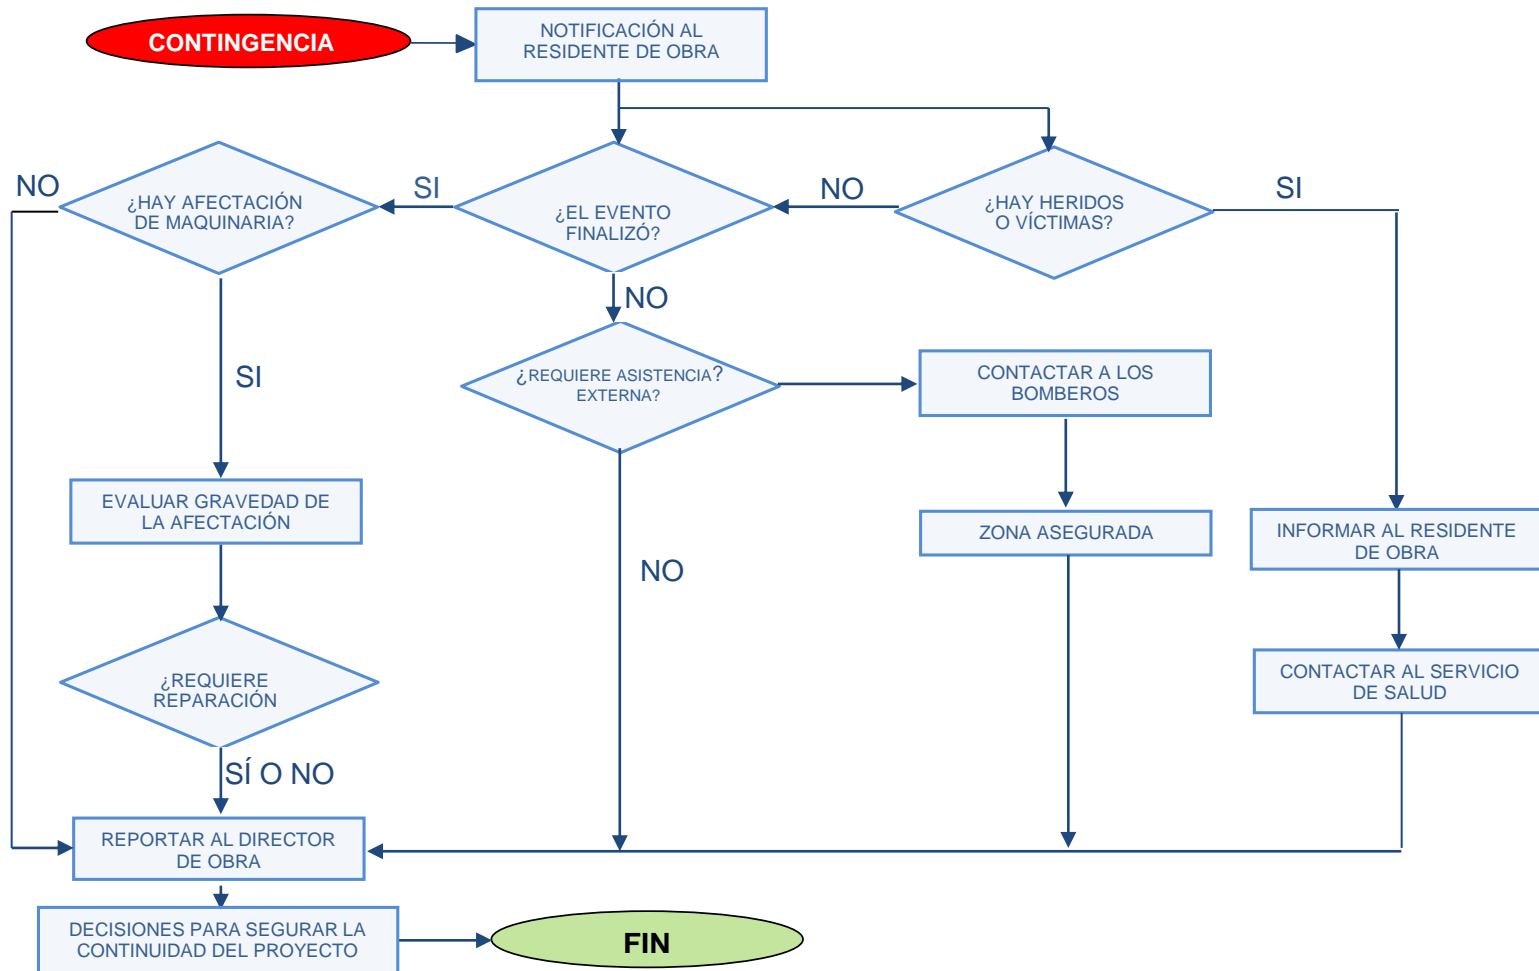 CONTINGENCIA
NOTIFICACIÓN AL
RESIDENTE DE OBRA
NO
¿HAY AFECTACIÓN
DE MAQUINARIA?
SI
¿EL EVENTO
FINALIZÓ?
NO
¿HAY HERIDOS
O VÍCTIMAS?
SI
NO
SI
¿REQUIERE ASISTENCIA?
EXTERNA?
CONTACTAR A LOS
BOMBEROS
EVALUAR GRAVEDAD DE
LA AFECTACIÓN
ZONA ASEGURADA
INFORMAR AL RESIDENTE
DE OBRA
NO
¿REQUIERE
REPARACIÓN
CONTACTAR AL SERVICIO
DE SALUD
SÍ O NO
REPORTAR AL DIRECTOR
DE OBRA
DECISIONES PARA SEGURAR LA
CONTINUIDAD DEL PROYECTO
FIN